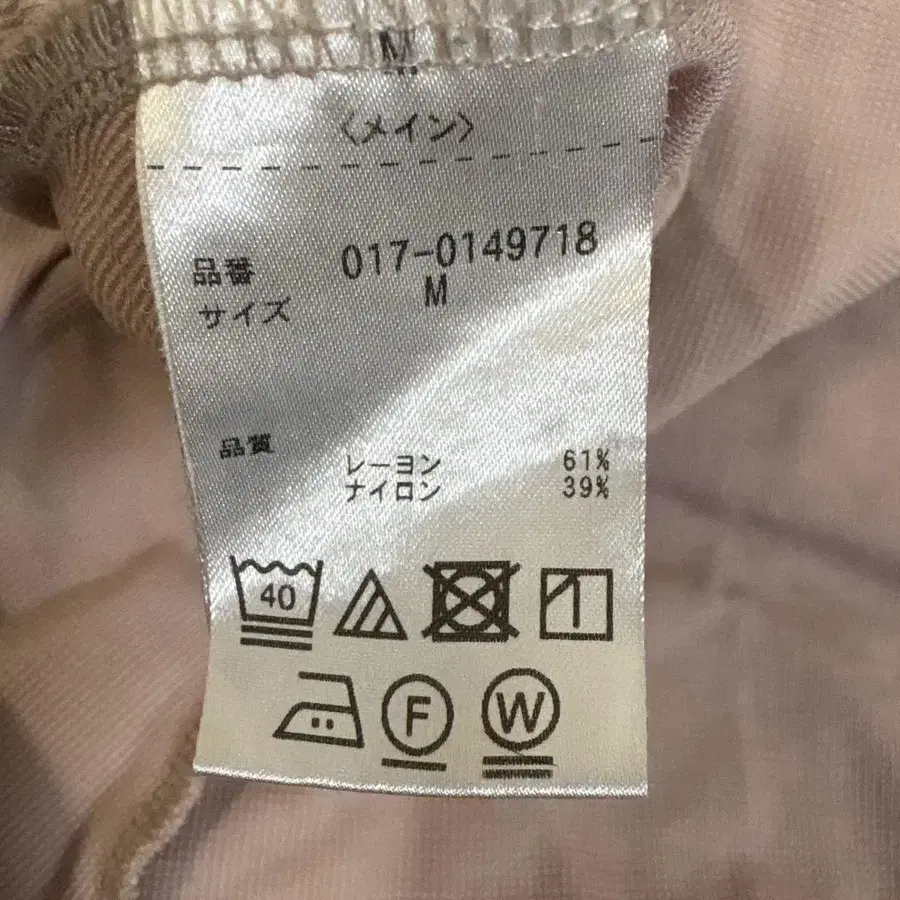 M
〈メイン〉
品番 017-0149718
サイズ M
品質 レーヨン 61%
ナイロン 39%
40
F W